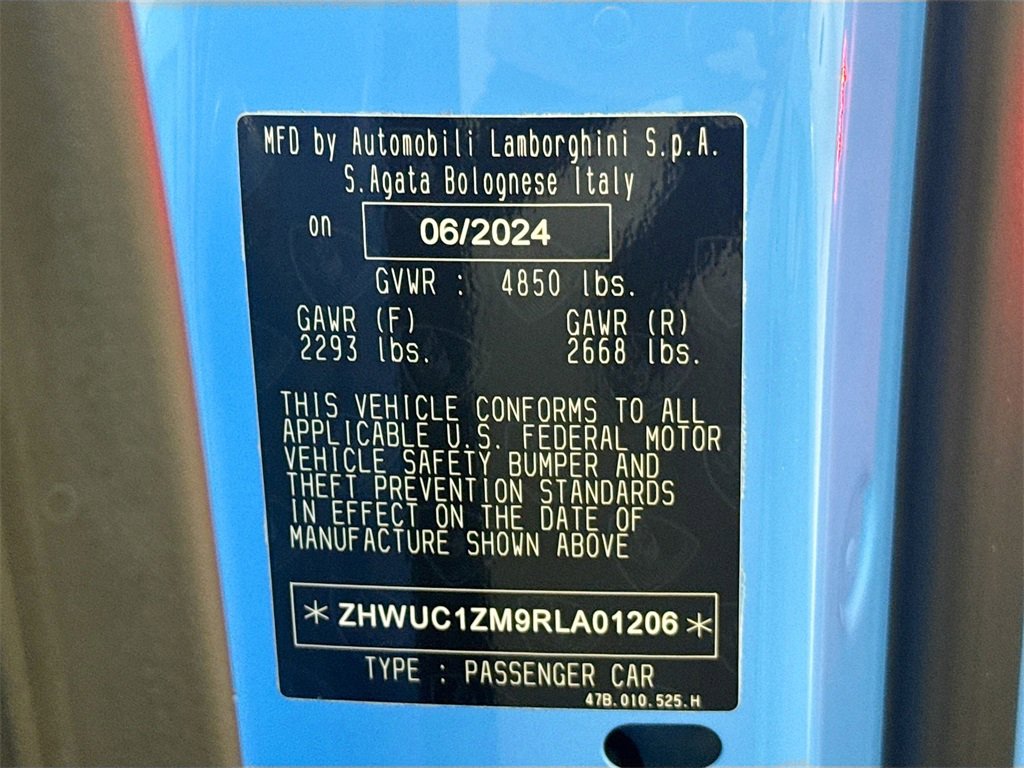 MFD by Automobili Lamborghini S.p.A.
S.Agata Bolognese Italy
on 06/2024
GVWR : 4850 lbs.
GAWR (F) GAWR (R)
2293 lbs. 2668 lbs.
THIS VEHICLE CONFORMS TO ALL
APPLICABLE U.S. FEDERAL MOTOR
VEHICLE SAFETY BUMPER AND
THEFT PREVENTION STANDARDS
IN EFFECT ON THE DATE OF
MANUFACTURE SHOWN ABOVE
* ZHWUC1ZM9RLA01206 *
TYPE : PASSENGER CAR
47B.010.525.H